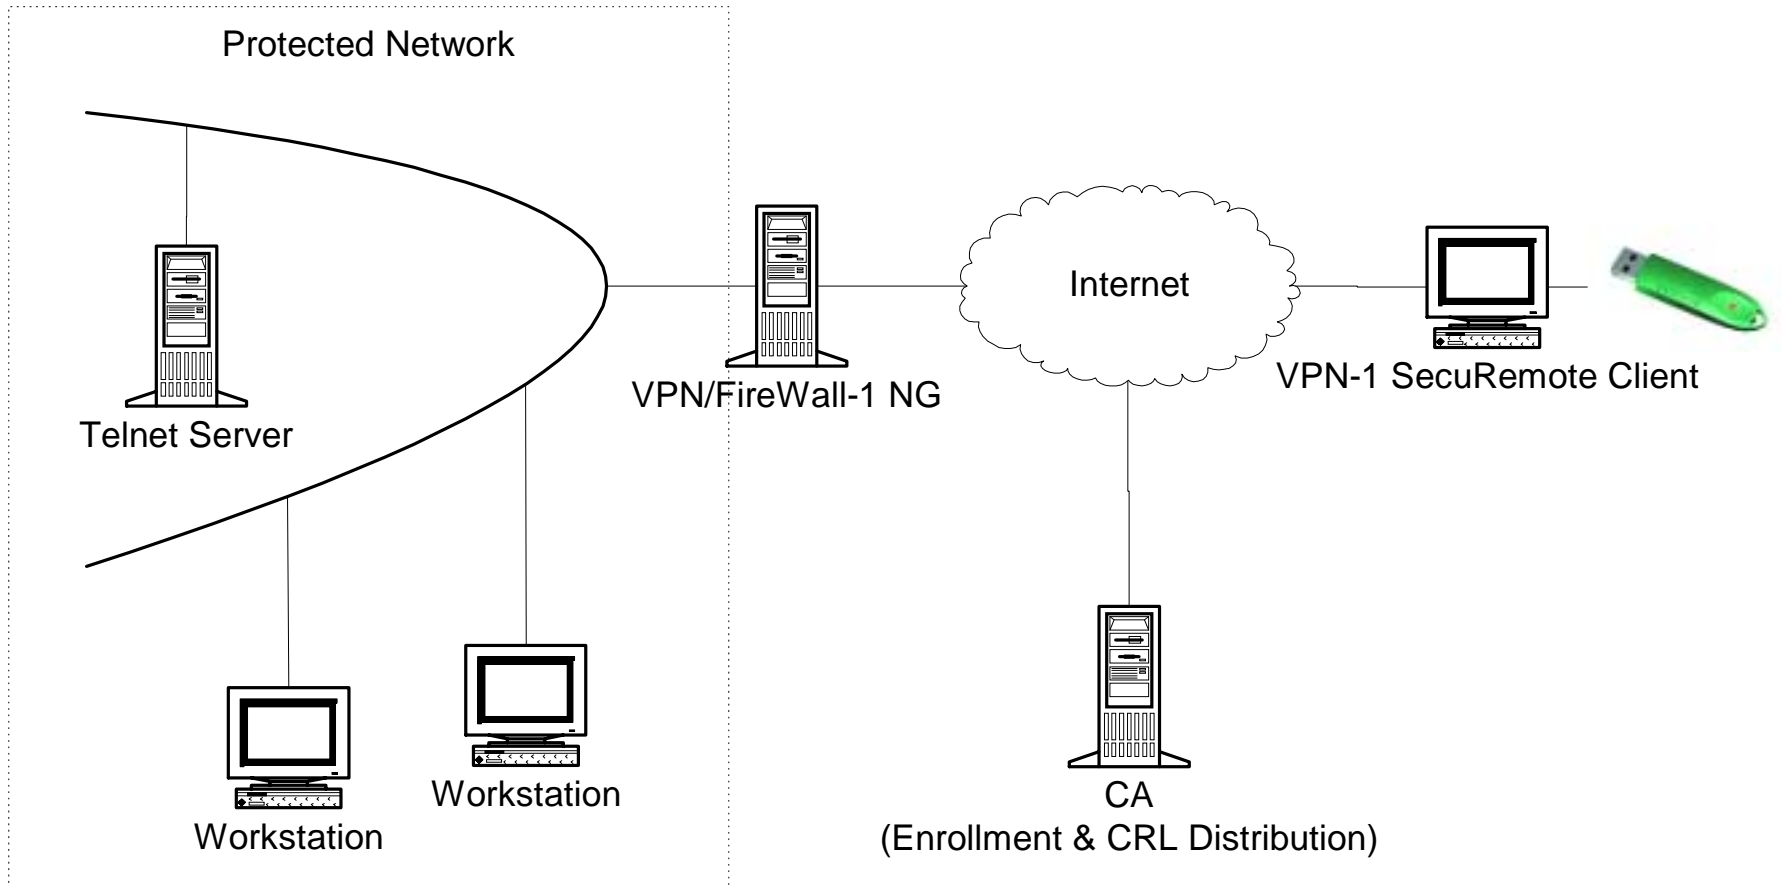 Protected Network
Internet
VPN/FireWall-1 NG
VPN-1 SecuRemote Client
Telnet Server
Workstation
Workstation
CA
(Enrollment & CRL Distribution)